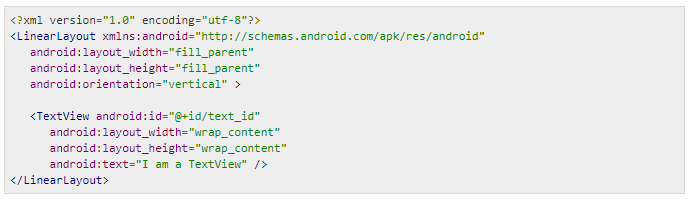 <?xml version="1.0" encoding="utf-8"?>
<LinearLayout xmlns:android="http://schemas.android.com/apk/res/android"
   android:layout_width="fill_parent"
   android:layout_height="fill_parent"
   android:orientation="vertical" >

   <TextView android:id="@+id/text_id"
      android:layout_width="wrap_content"
      android:layout_height="wrap_content"
      android:text="I am a TextView" />
</LinearLayout>